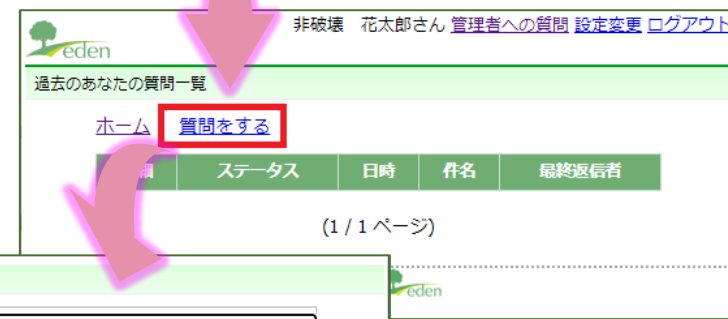 非破壊 花太郎さん 管理者への質問 設定変更 ログアウト
eden
過去のあなたの質問一覧
ホーム 質問をする
ステータス 日時 件名 最終返信者
(1 / 1 ページ)
eden